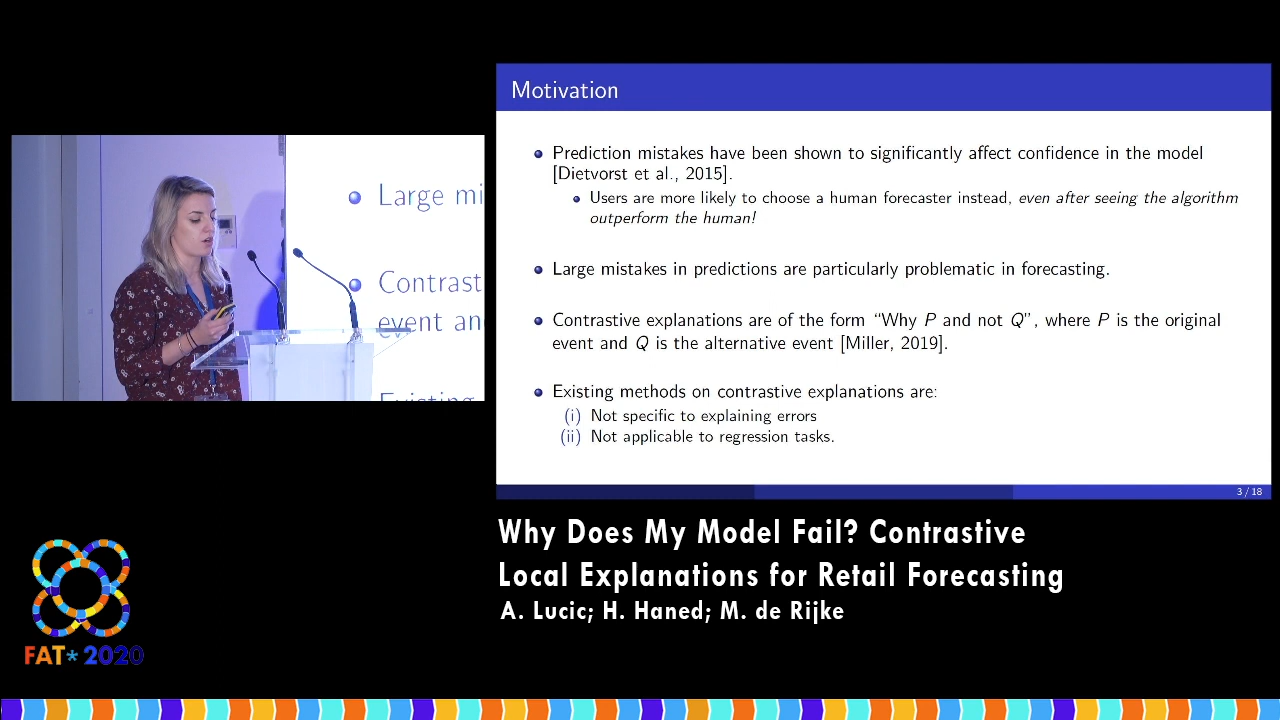 Motivation
Prediction mistakes have been shown to significantly affect confidence in the model
[Dietvorst et al., 2015].
Users are more likely to choose a human forecaster instead, even after seeing the algorithm
outperform the human!
Large mistakes in predictions are particularly problematic in forecasting.
Contrastive explanations are of the form “Why P and not Q”, where P is the original
event and Q is the alternative event [Miller, 2019].
Existing methods on contrastive explanations are:
(i) Not specific to explaining errors
(ii) Not applicable to regression tasks.
3 / 18
Large mi
Contrast
event an
Existing
Why Does My Model Fail? Contrastive
Local Explanations for Retail Forecasting
A. Lucic; H. Haned; M. de Rijke
FAT* 2020